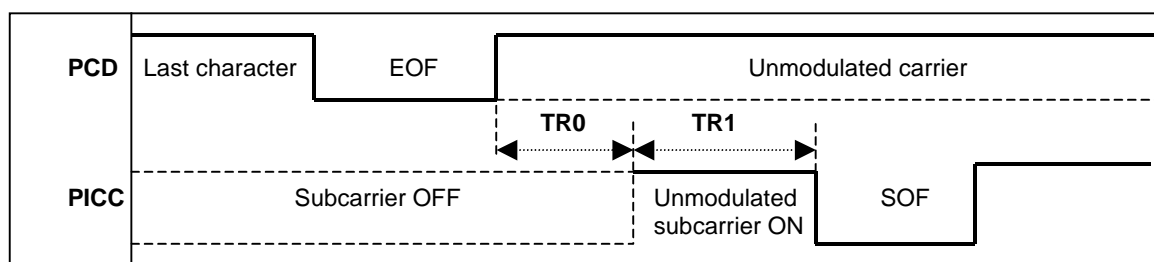 PCD Last character EOF Unmodulated carrier
TR0 TR1
PICC Subcarrier OFF Unmodulated SOF
subcarrier ON